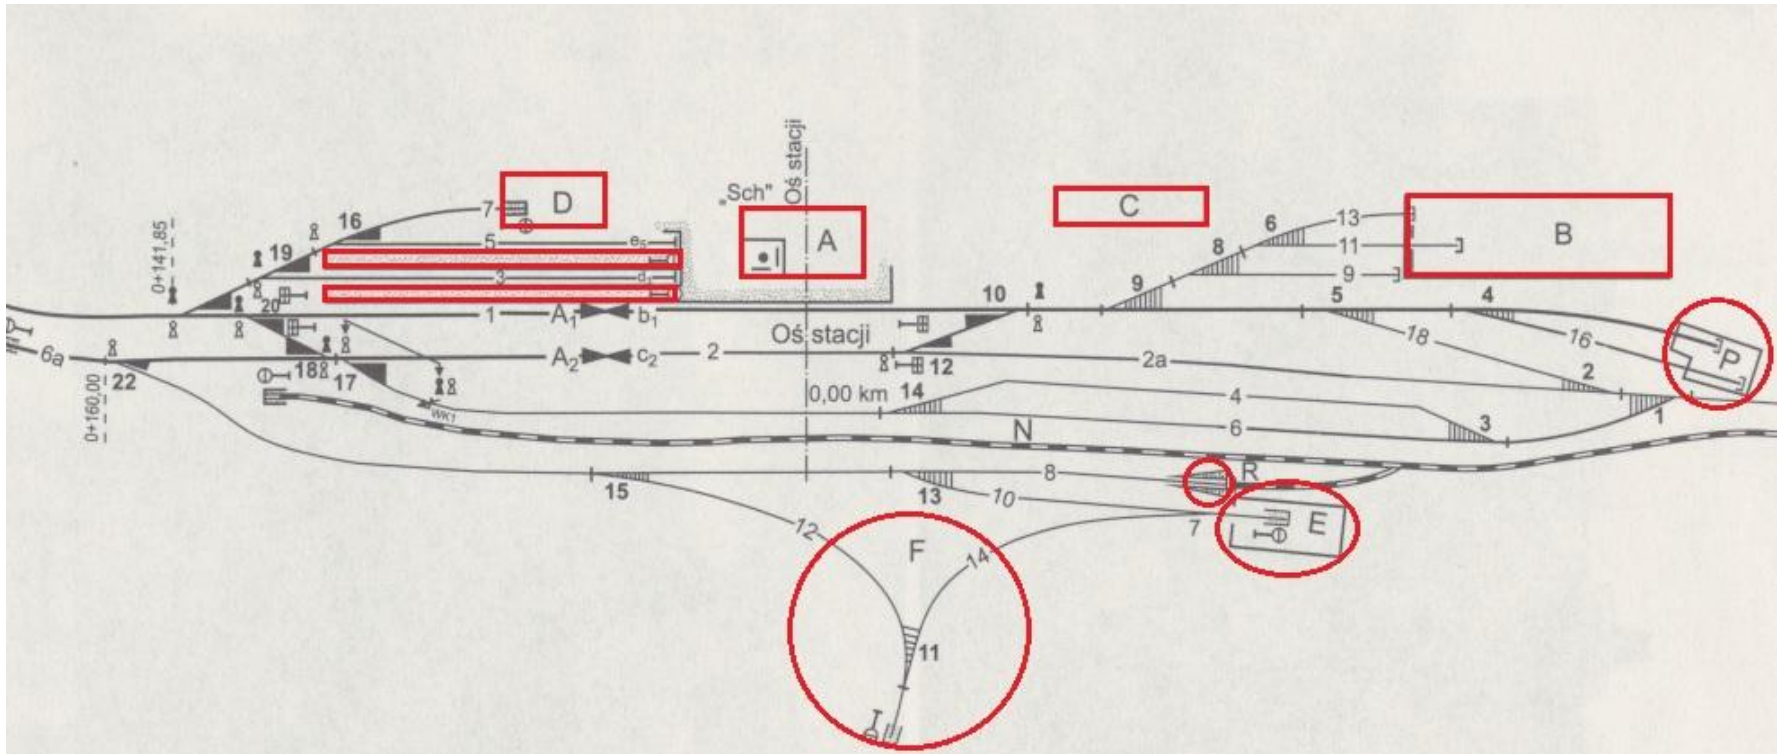 Oś stacji
„Sch"
D
C
A
B
7
16
5
e₅
6
13
8
11
19
0+141,85
3
d₁
9
9
20
1
A₁
b₁
10
5
4
Oś stacji
18
16
P
6a
A₂
c₂
2
12
2a
22
18
17
2
0+160,00
WK1
0,00 km
14
4
1
N
6
3
8
R
15
13
10
12
F
14
7
E
11